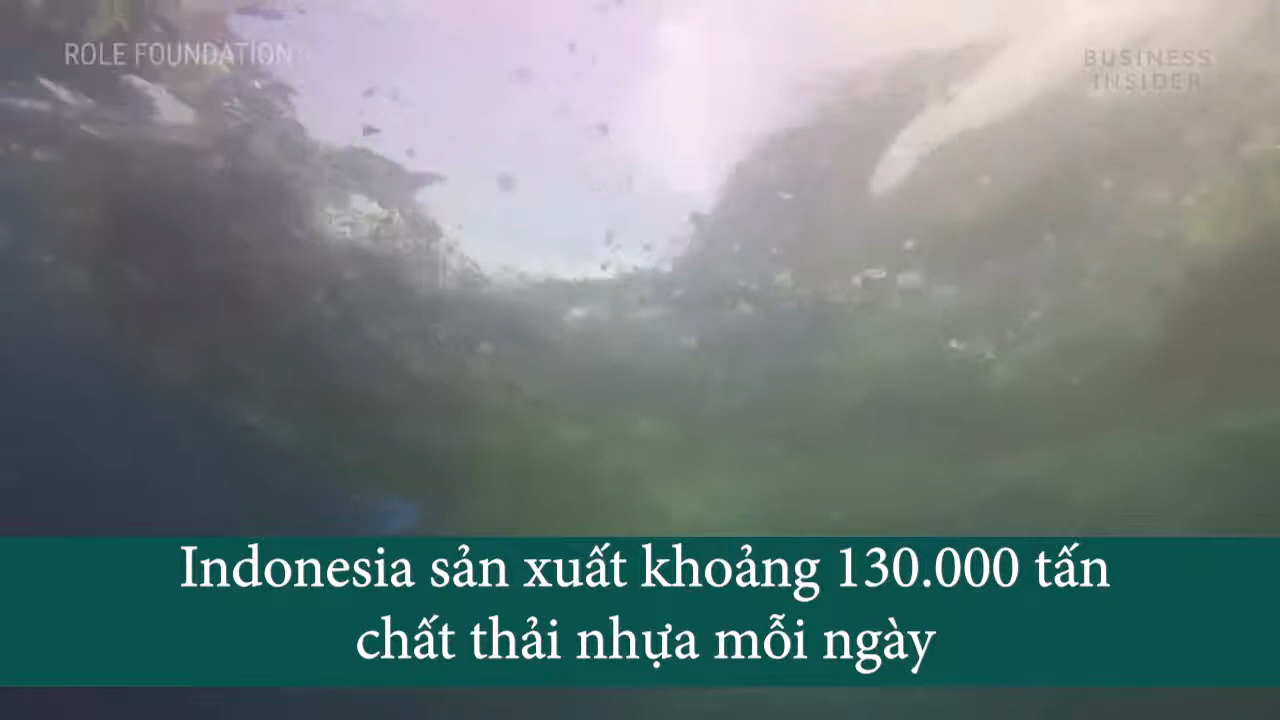 ROLE FOUNDATION
BUSINESS
INSIDER
Indonesia sản xuất khoảng 130.000 tấn
chất thải nhựa mỗi ngày